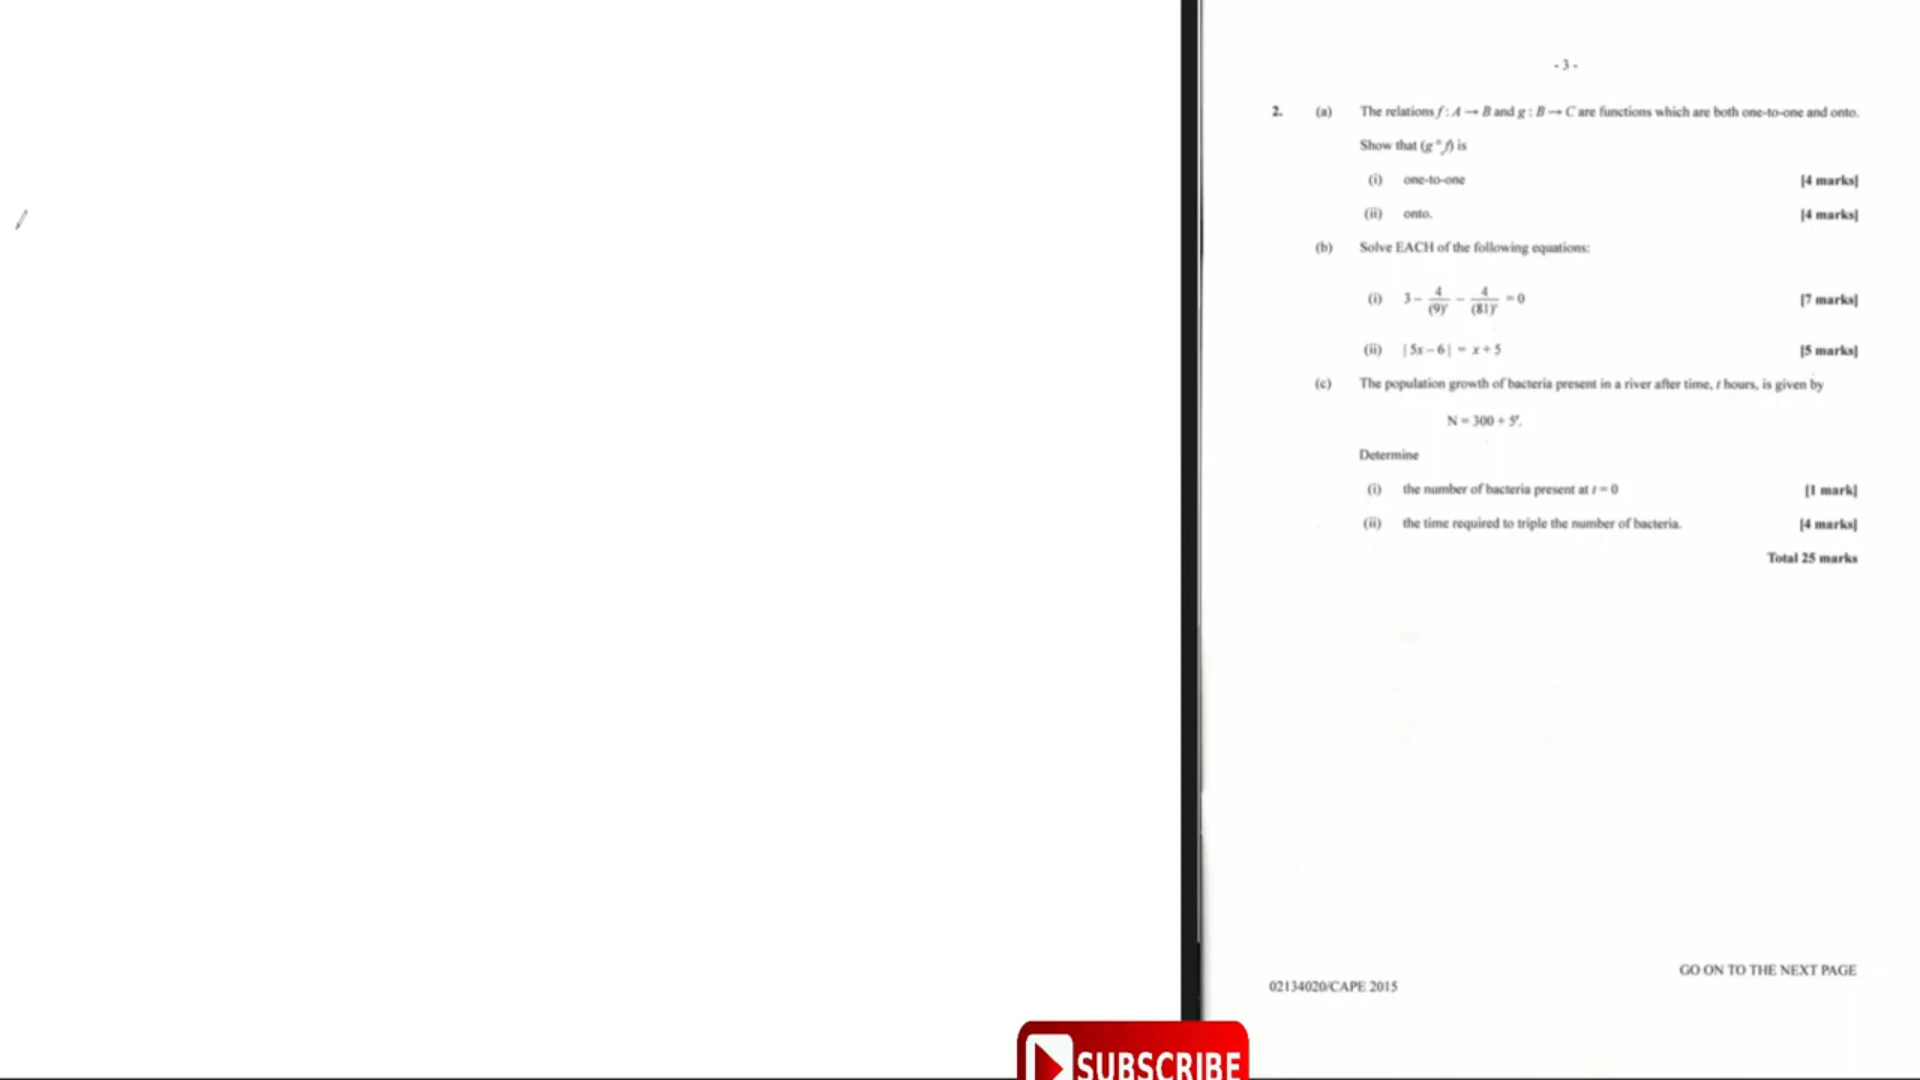 - 3 -
2. (a) The relations f : A → B and g : B → C are functions which are both one-to-one and onto.
Show that (g ° f) is
(i) one-to-one [4 marks]
(ii) onto. [4 marks]
(b) Solve EACH of the following equations:
(i) 3 – 4/(9)ˣ – 4/(81)ˣ = 0 [7 marks]
(ii) | 5x – 6 | = x + 5 [5 marks]
(c) The population growth of bacteria present in a river after time, t hours, is given by
N = 300 + 5ᵗ.
Determine
(i) the number of bacteria present at t = 0 [1 mark]
(ii) the time required to triple the number of bacteria. [4 marks]
Total 25 marks
GO ON TO THE NEXT PAGE
02134020/CAPE 2015
SUBSCRIBE